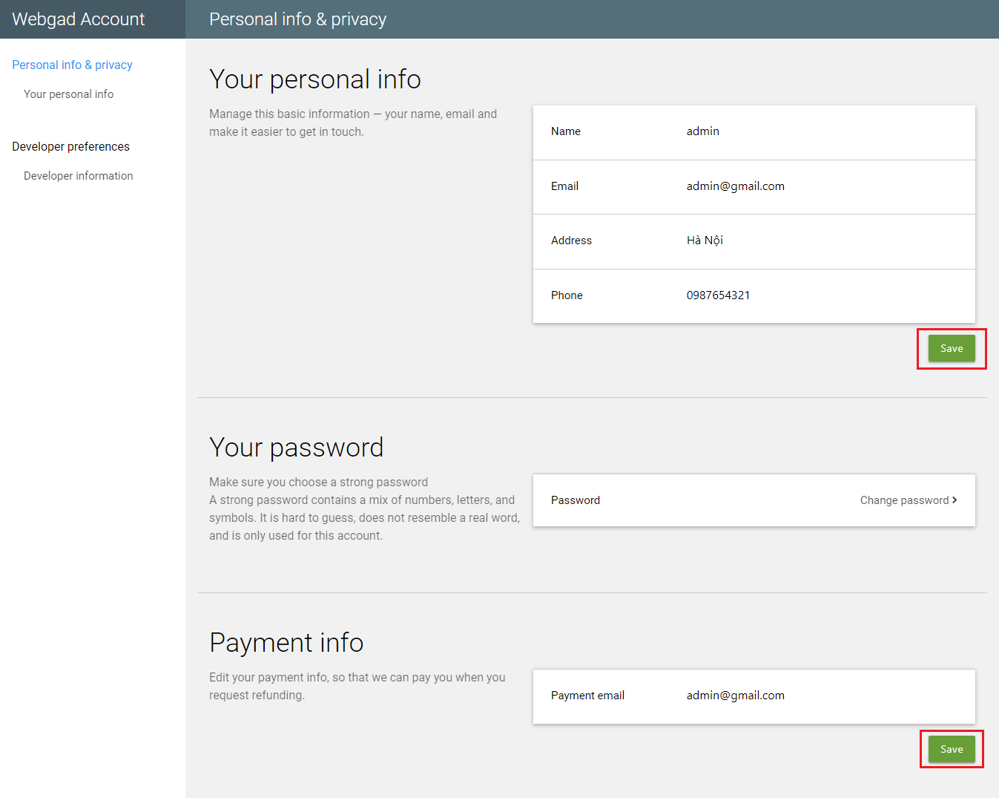 Webgad Account
Personal info & privacy
Personal info & privacy
Your personal info
Developer preferences
Developer information
Your personal info
Manage this basic information — your name, email and
make it easier to get in touch.
Name admin
Email admin@gmail.com
Address Hà Nội
Phone 0987654321
Save
Your password
Make sure you choose a strong password
A strong password contains a mix of numbers, letters, and
symbols. It is hard to guess, does not resemble a real word,
and is only used for this account.
Password Change password
Payment info
Edit your payment info, so that we can pay you when you
request refunding.
Payment email admin@gmail.com
Save